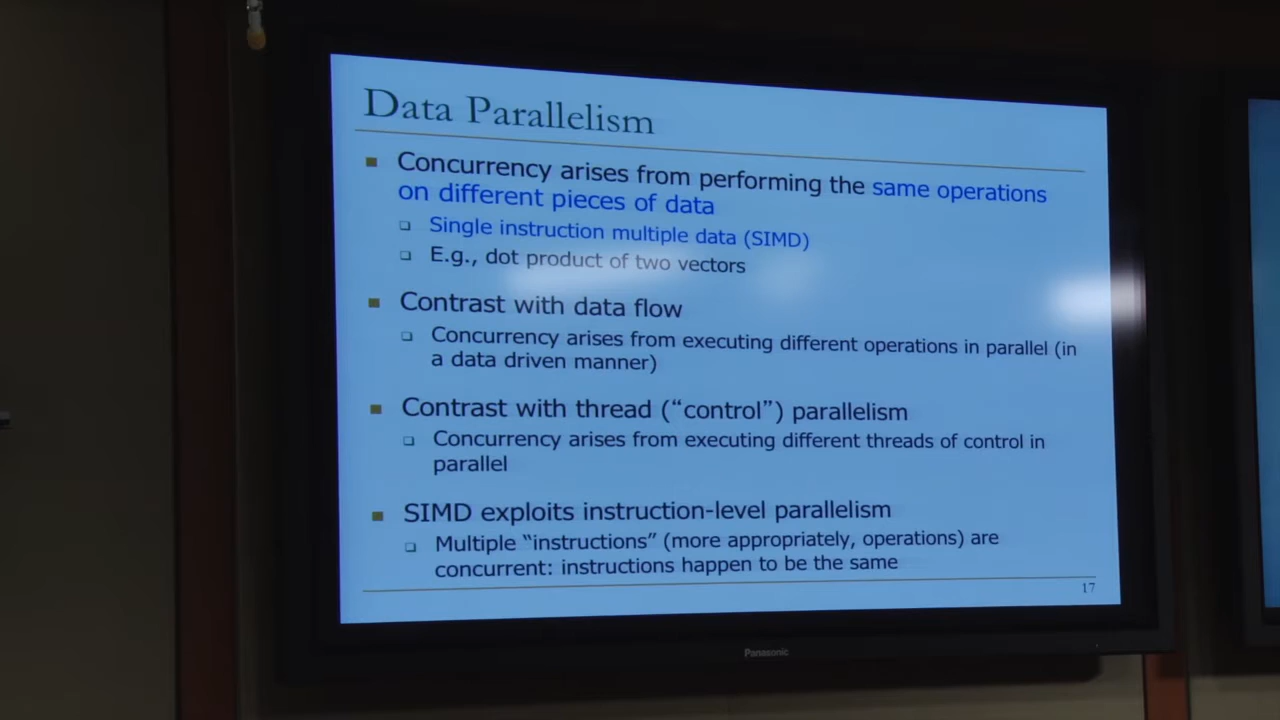 Data Parallelism
Concurrency arises from performing the same operations
on different pieces of data
Single instruction multiple data (SIMD)
E.g., dot product of two vectors
Contrast with data flow
Concurrency arises from executing different operations in parallel (in
a data driven manner)
Contrast with thread (“control”) parallelism
Concurrency arises from executing different threads of control in
parallel
SIMD exploits instruction-level parallelism
Multiple “instructions” (more appropriately, operations) are
concurrent: instructions happen to be the same
17
Panasonic